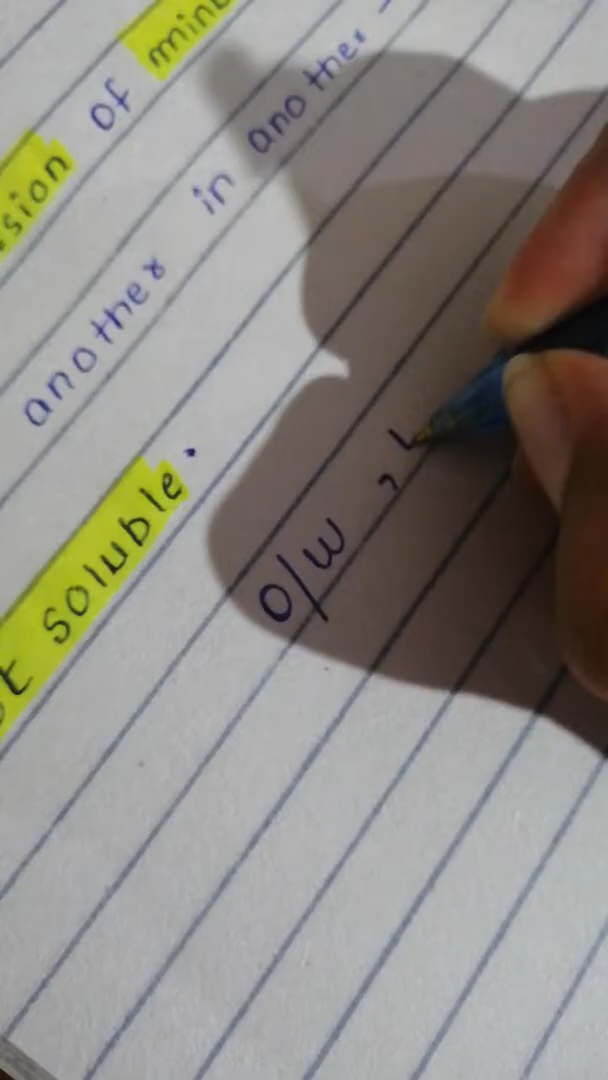 sion of
another in another -
soluble.
O/W ,